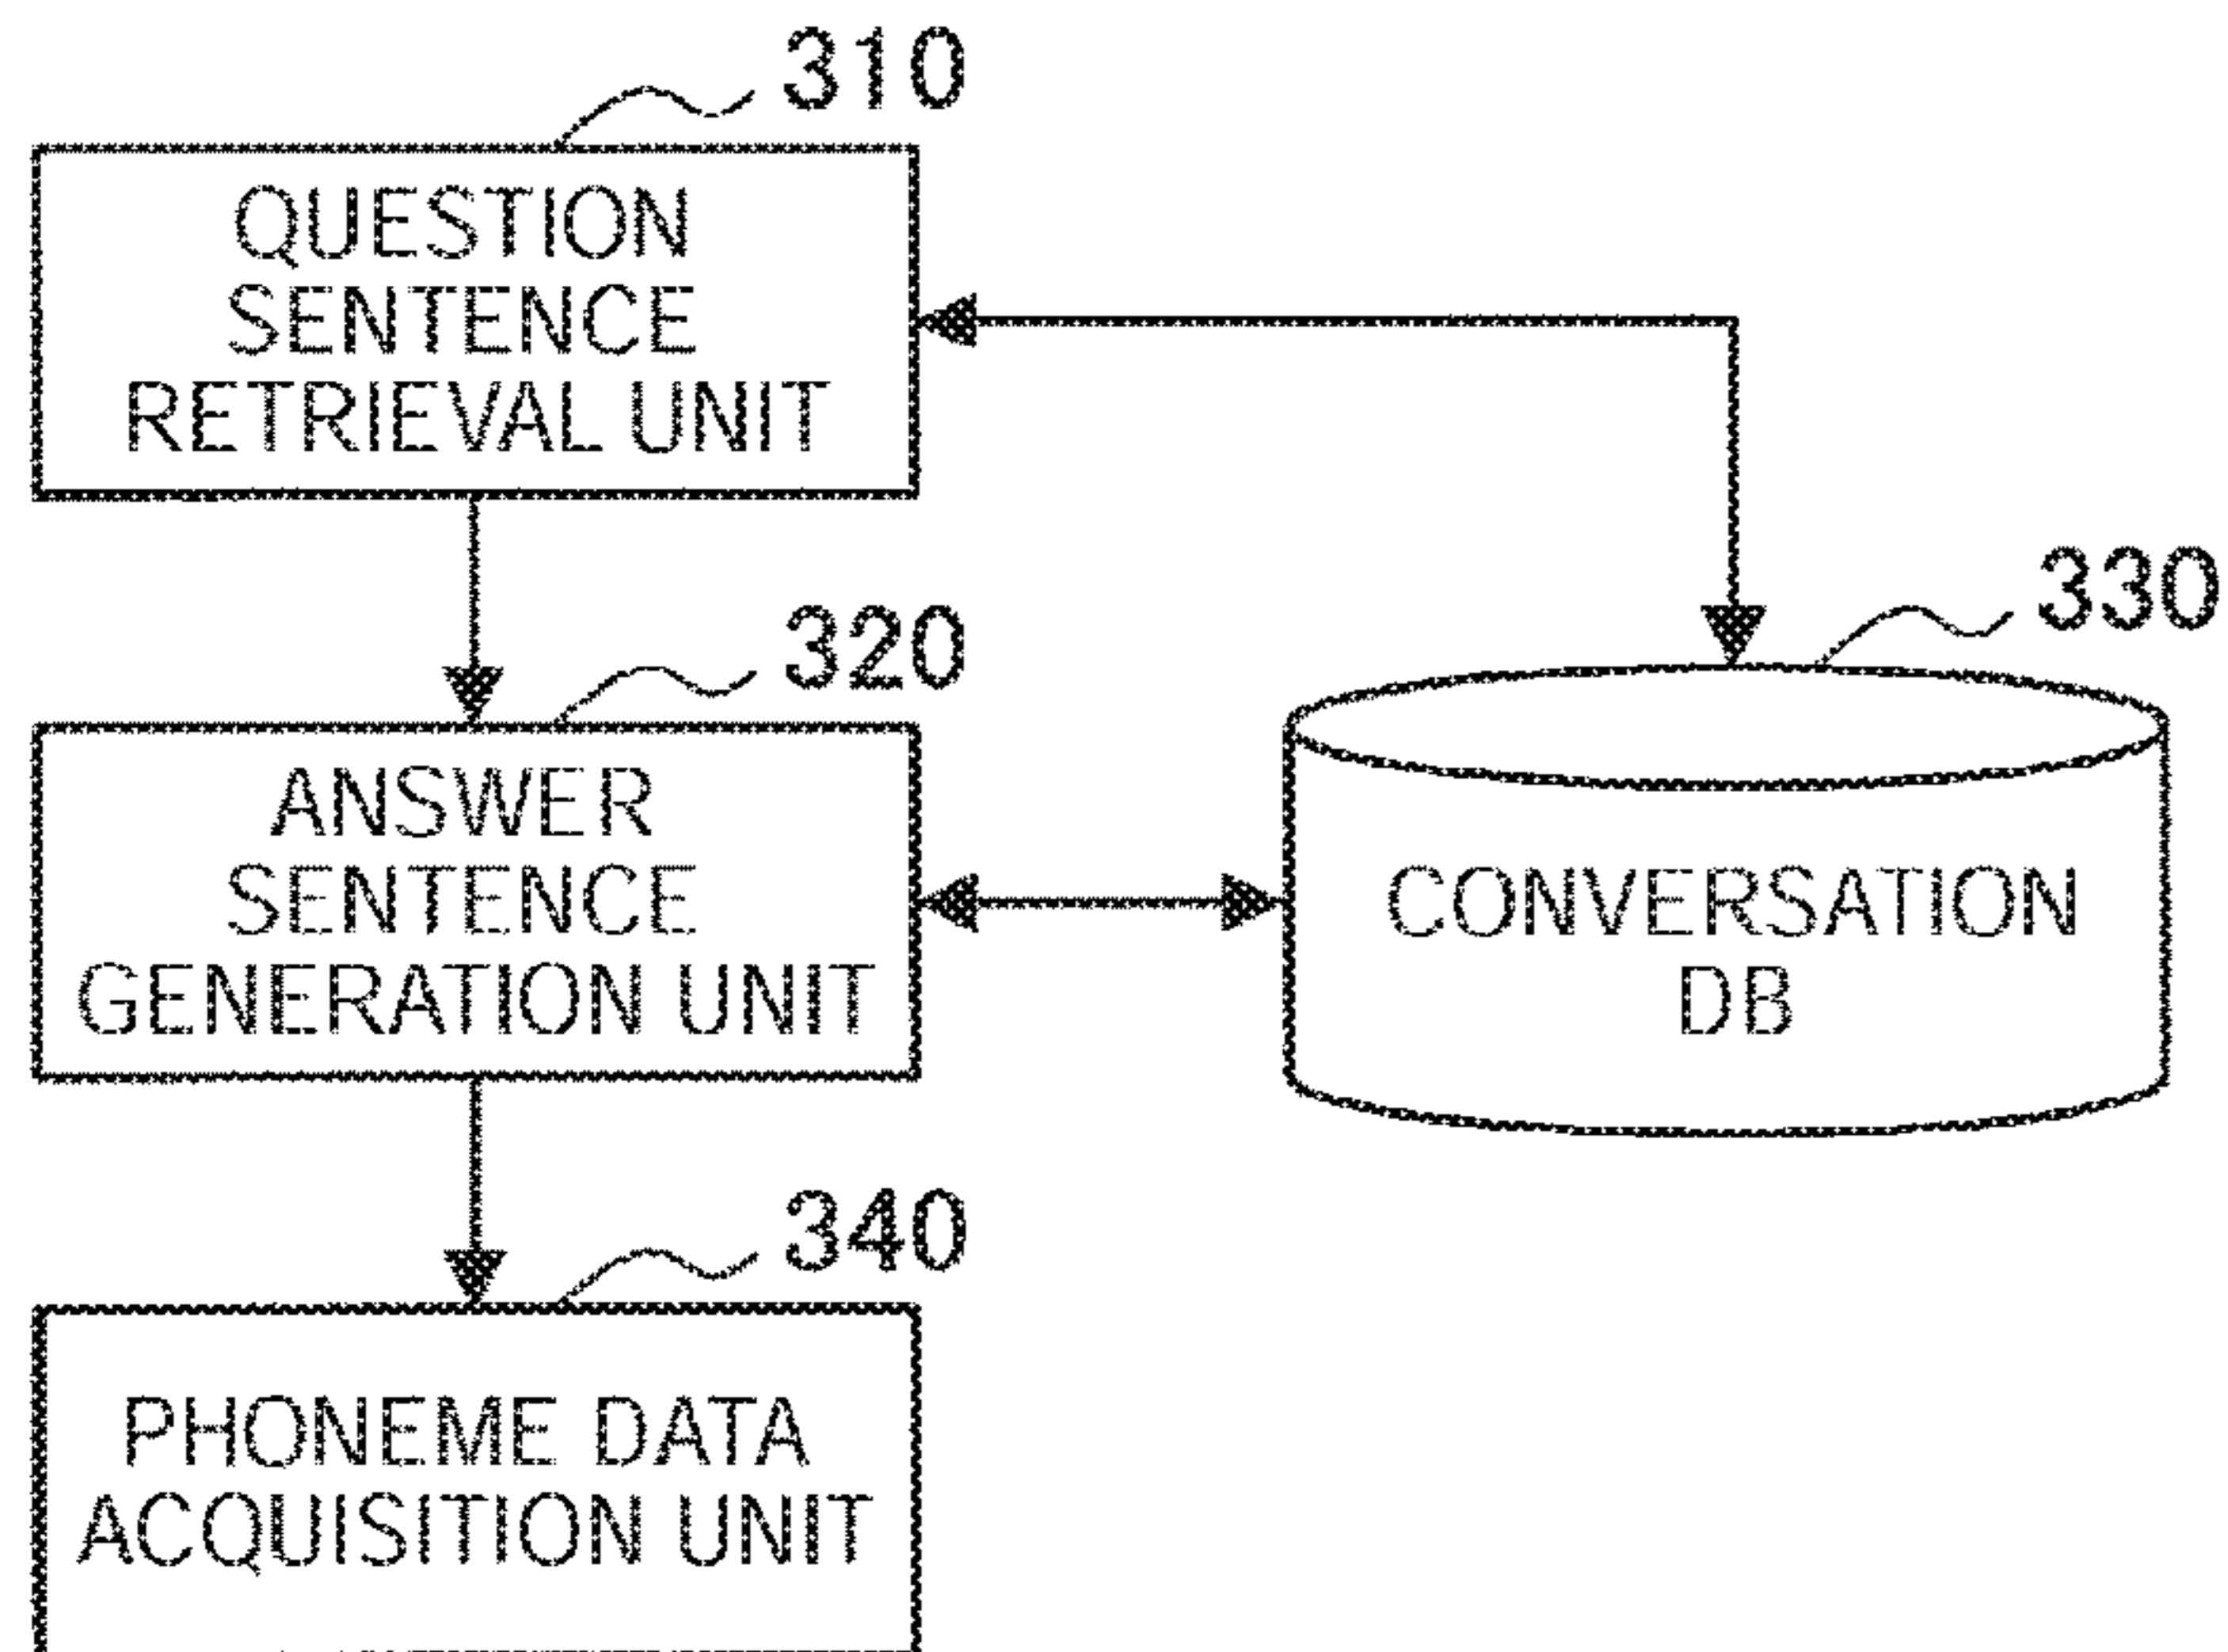 310
QUESTION
SENTENCE
RETRIEVAL UNIT
320
330
ANSWER
SENTENCE
GENERATION UNIT
CONVERSATION
DB
340
PHONEME DATA
ACQUISITION UNIT